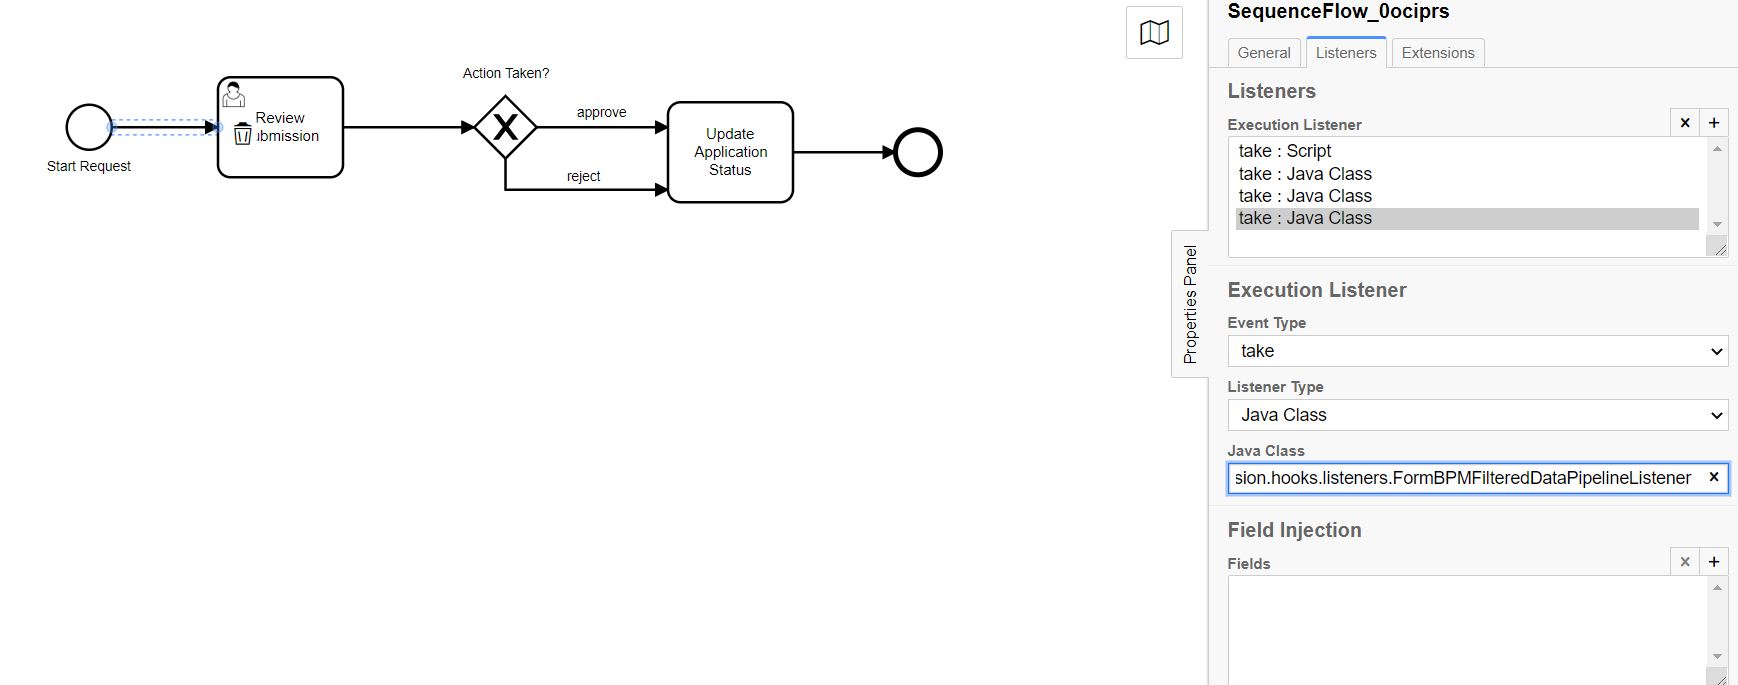 Action Taken?
Review
ıbmission
Start Request
approve
reject
Update
Application
Status
Properties Panel
SequenceFlow_0ociprs
General
Listeners
Extensions
Listeners
Execution Listener
take : Script
take : Java Class
take : Java Class
take : Java Class
Execution Listener
Event Type
take
Listener Type
Java Class
Java Class
sion.hooks.listeners.FormBPMFilteredDataPipelineListener
Field Injection
Fields